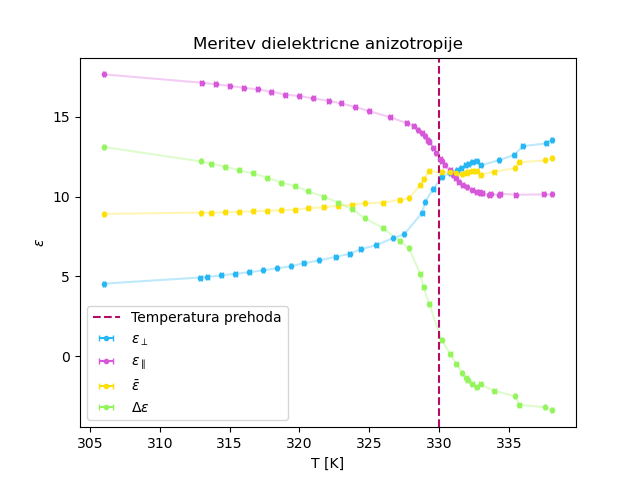 Meritev dielektricne anizotropije
ε
15
10
5
0
Temperatura prehoda
ε⊥
ε∥
ε̄
Δε
305 310 315 320 325 330 335
T [K]